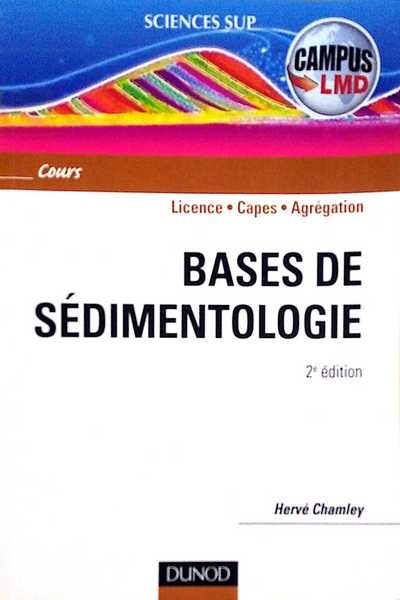 SCIENCES SUP
CAMPUS
LMD
Cours
Licence • Capes • Agrégation
BASES DE
SÉDIMENTOLOGIE
2e édition
Hervé Chamley
DUNOD